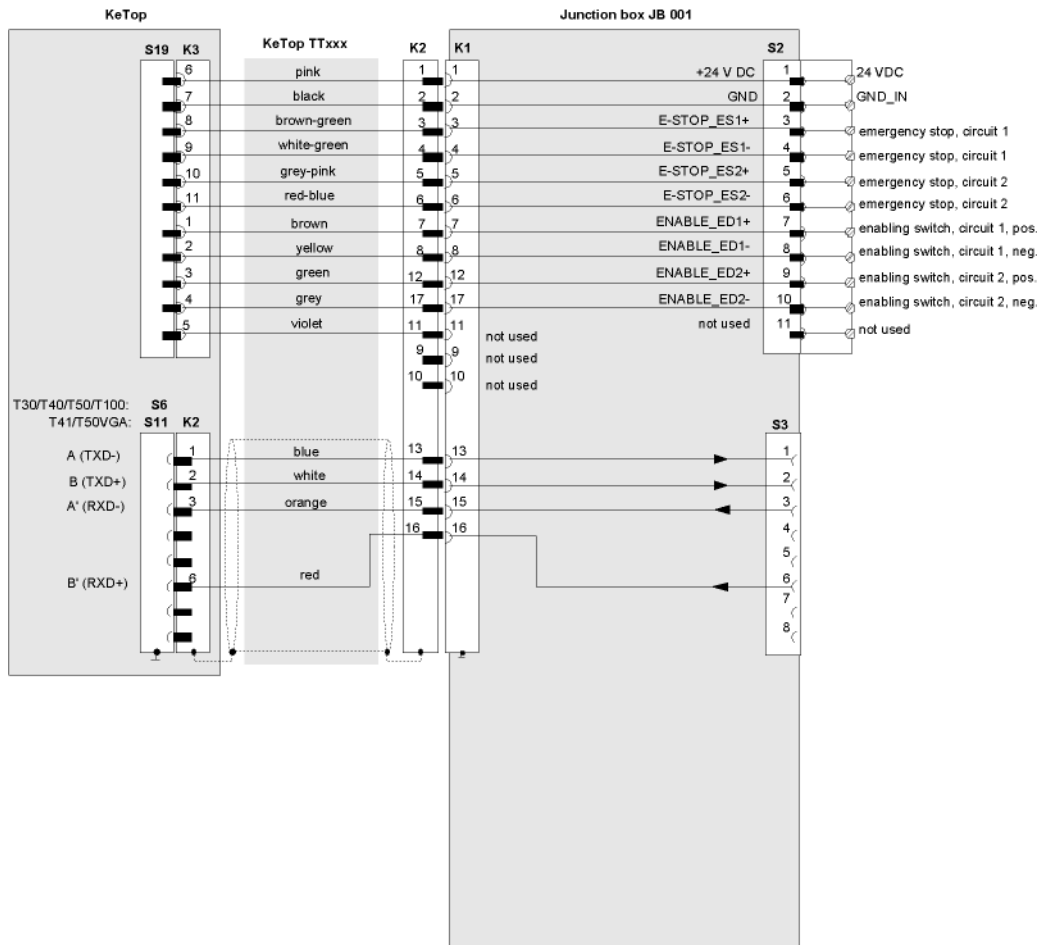 KeTop
Junction box JB 001
S19 K3
KeTop TTxxx
K2 K1
S2
6 pink 1 1 +24 V DC 1 24 VDC
7 black 2 2 GND 2 GND_IN
8 brown-green 3 3 E-STOP_ES1+ 3 emergency stop, circuit 1
9 white-green 4 4 E-STOP_ES1- 4 emergency stop, circuit 1
10 grey-pink 5 5 E-STOP_ES2+ 5 emergency stop, circuit 2
11 red-blue 6 6 E-STOP_ES2- 6 emergency stop, circuit 2
1 brown 7 7 ENABLE_ED1+ 7 enabling switch, circuit 1, pos.
2 yellow 8 8 ENABLE_ED1- 8 enabling switch, circuit 1, neg.
3 green 12 12 ENABLE_ED2+ 9 enabling switch, circuit 2, pos.
4 grey 17 17 ENABLE_ED2- 10 enabling switch, circuit 2, neg.
5 violet 11 11 not used not used 11 not used
9 9 not used
10 10 not used
T30/T40/T50/T100: S6
T41/T50VGA: S11 K2
S3
A (TXD-) 1 blue 13 13 1
B (TXD+) 2 white 14 14 2
A' (RXD-) 3 orange 15 15 3
16 16 4
5
B' (RXD+) 6 red 6
7
8